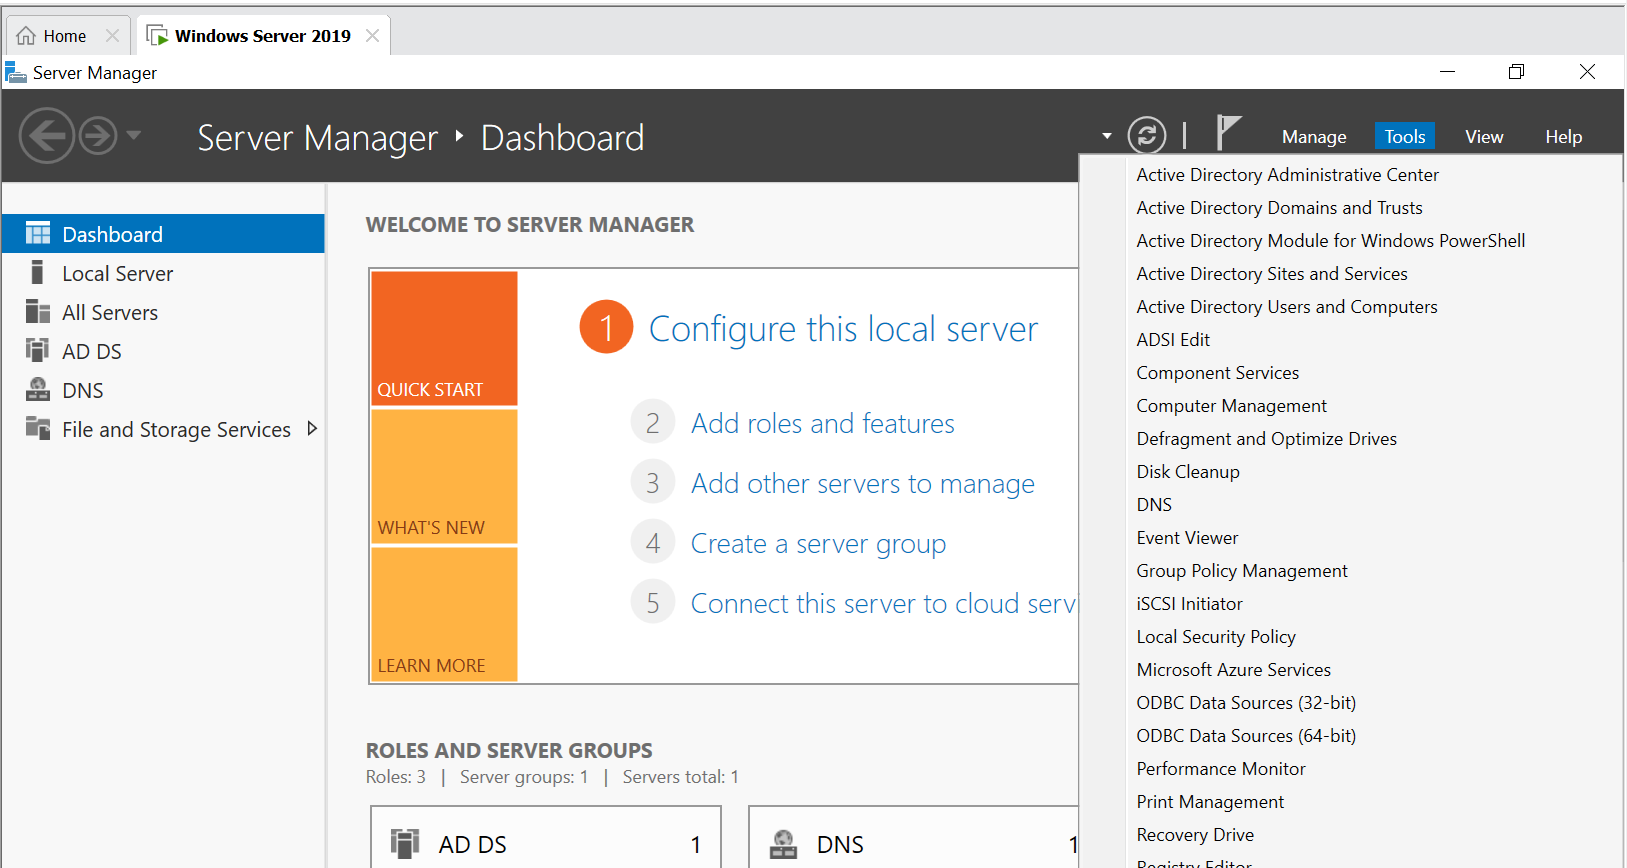 Home
Windows Server 2019
Server Manager
Server Manager ‣ Dashboard
Manage
Tools
View
Help
Dashboard
Local Server
All Servers
AD DS
DNS
File and Storage Services
WELCOME TO SERVER MANAGER
QUICK START
WHAT'S NEW
LEARN MORE
1 Configure this local server
2 Add roles and features
3 Add other servers to manage
4 Create a server group
5 Connect this server to cloud servi
ROLES AND SERVER GROUPS
Roles: 3 | Server groups: 1 | Servers total: 1
AD DS 1
DNS 1
Active Directory Administrative Center
Active Directory Domains and Trusts
Active Directory Module for Windows PowerShell
Active Directory Sites and Services
Active Directory Users and Computers
ADSI Edit
Component Services
Computer Management
Defragment and Optimize Drives
Disk Cleanup
DNS
Event Viewer
Group Policy Management
iSCSI Initiator
Local Security Policy
Microsoft Azure Services
ODBC Data Sources (32-bit)
ODBC Data Sources (64-bit)
Performance Monitor
Print Management
Recovery Drive
Registry Editor